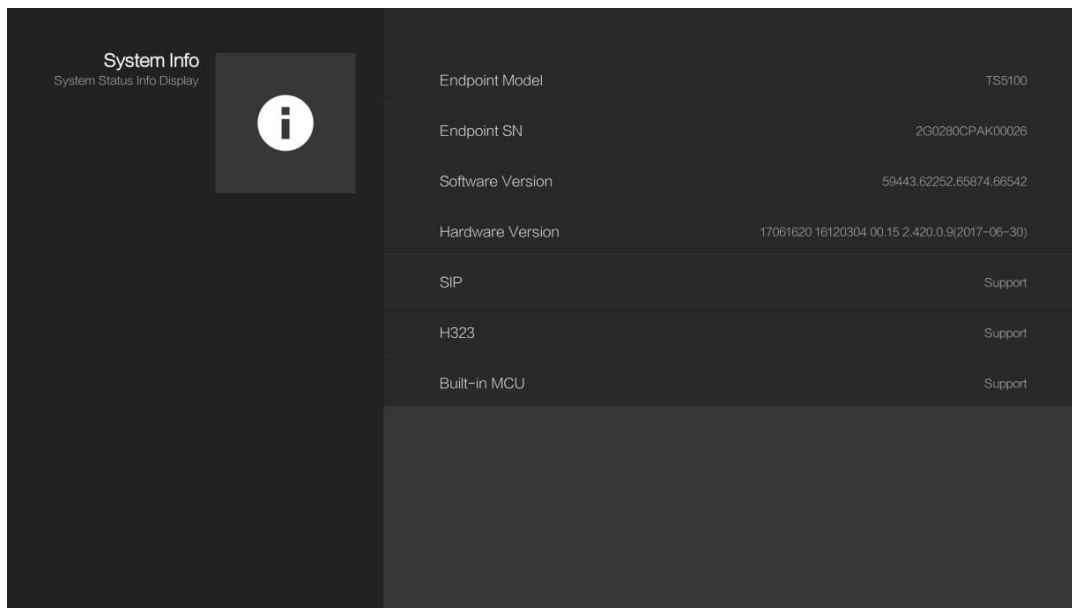 System Info
System Status Info Display
Endpoint Model TS5100
Endpoint SN 2G0280CPAK00026
Software Version 59443.62252.65874.66542
Hardware Version 17061620 16120304 00.15 2.420.0.9(2017-06-30)
SIP Support
H323 Support
Built-in MCU Support